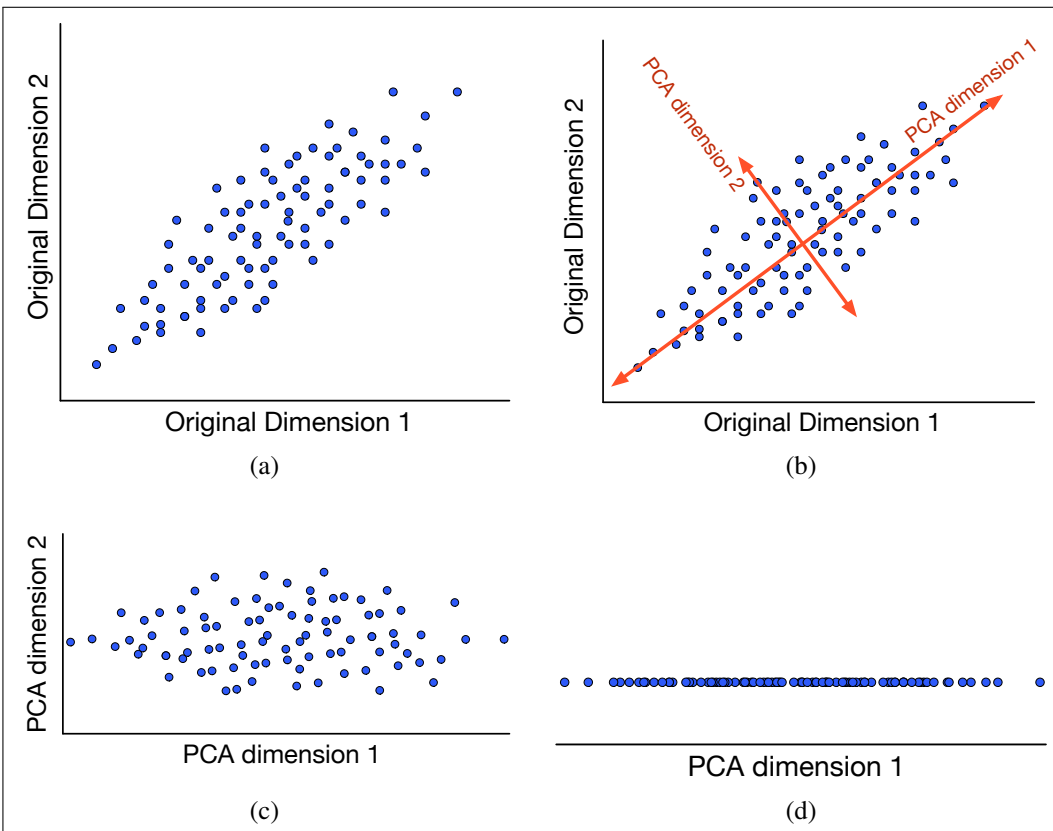 Original Dimension 2
Original Dimension 1
(a)
Original Dimension 2
PCA dimension 2
PCA dimension 1
Original Dimension 1
(b)
PCA dimension 2
PCA dimension 1
(c)
PCA dimension 1
(d)